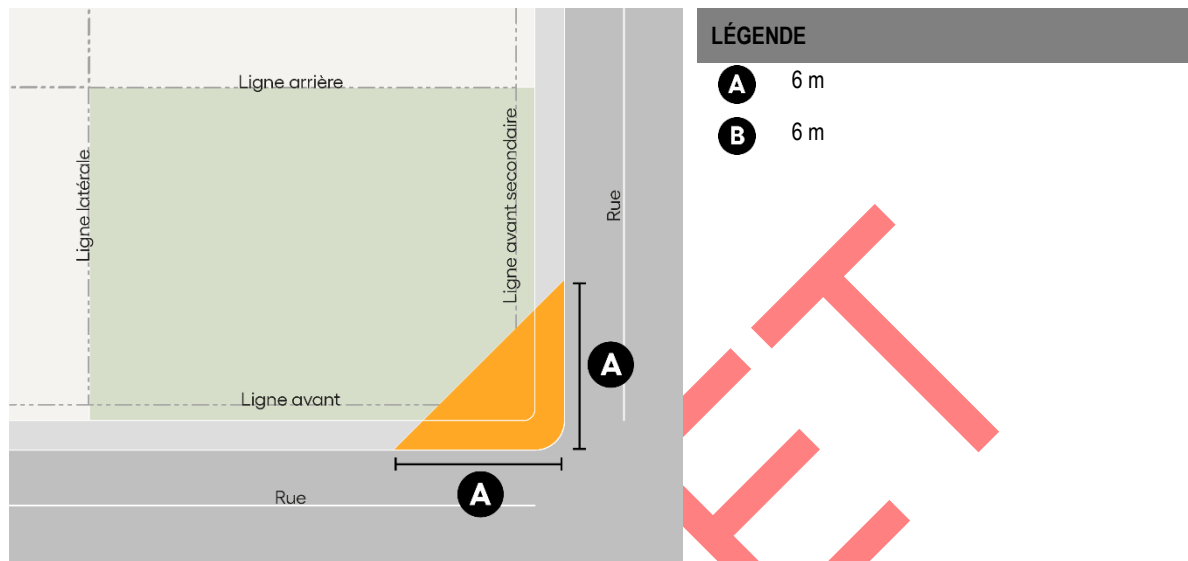 Ligne arrière
Ligne latérale
Ligne avant secondaire
Rue
Ligne avant
A
A
Rue
LÉGENDE
A 6 m
B 6 m